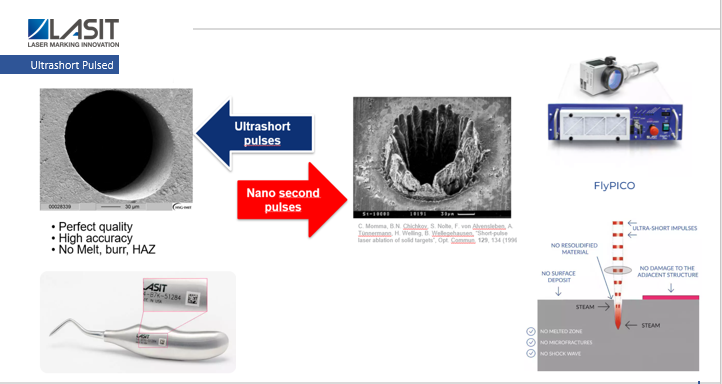 LASIT
LASER MARKING INNOVATION
Ultrashort Pulsed
Ultrashort
pulses
Nano second
pulses
00028339
30 µm
30µm
• Perfect quality
• High accuracy
• No Melt, burr, HAZ
C. Momma, B.N. Chichkov, S. Nolte, F. von Alvensleben, A.
Tünnermann, H. Welling, B. Wellegehausen, "Short-pulse
laser ablation of solid targets", Opt. Commun. 129, 134 (199
FlyPICO
LASIT
LASIT
ULTRA-SHORT IMPULSES
NO RESOLIDIFIED
MATERIAL
NO SURFACE
DEPOSIT
NO DAMAGE TO THE
ADJACENT STRUCTURE
STEAM
STEAM
NO MELTED ZONE
NO MICROFRACTURES
NO SHOCK WAVE